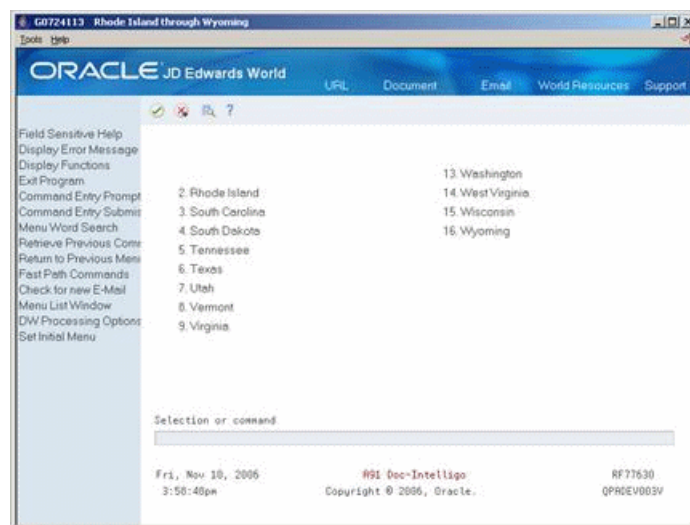 G0724113 Rhode Island through Wyoming
Tools Help
ORACLE JD Edwards World
URL Document Email World Resources Support
Field Sensitive Help
Display Error Message
Display Functions
Exit Program
Command Entry Prompt
Command Entry Submis
Menu Word Search
Retrieve Previous Com
Return to Previous Men
Fast Path Commands
Check for new E-Mail
Menu List Window
DW Processing Options
Set Initial Menu
2. Rhode Island
3. South Carolina
4. South Dakota
5. Tennessee
6. Texas
7. Utah
8. Vermont
9. Virginia
13. Washington
14. West Virginia
15. Wisconsin
16. Wyoming
Selection or command
Fri, Nov 10, 2006 A91 Doc-Intelligo RF77630
3:50:40pm Copyright © 2006, Oracle. QPADEV003V